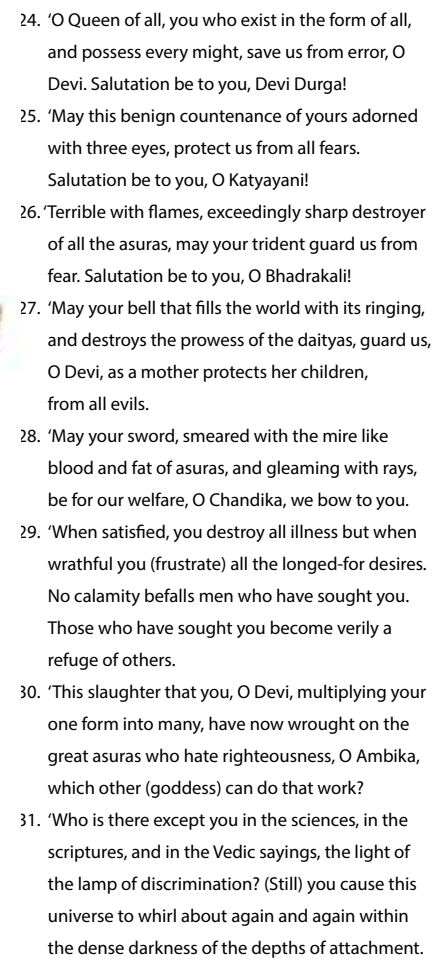 24. ‘O Queen of all, you who exist in the form of all,
and possess every might, save us from error, O
Devi. Salutation be to you, Devi Durga!
25. ‘May this benign countenance of yours adorned
with three eyes, protect us from all fears.
Salutation be to you, O Katyayani!
26. ‘Terrible with flames, exceedingly sharp destroyer
of all the asuras, may your trident guard us from
fear. Salutation be to you, O Bhadrakali!
27. ‘May your bell that fills the world with its ringing,
and destroys the prowess of the daityas, guard us,
O Devi, as a mother protects her children,
from all evils.
28. ‘May your sword, smeared with the mire like
blood and fat of asuras, and gleaming with rays,
be for our welfare, O Chandika, we bow to you.
29. ‘When satisfied, you destroy all illness but when
wrathful you (frustrate) all the longed-for desires.
No calamity befalls men who have sought you.
Those who have sought you become verily a
refuge of others.
30. ‘This slaughter that you, O Devi, multiplying your
one form into many, have now wrought on the
great asuras who hate righteousness, O Ambika,
which other (goddess) can do that work?
31. ‘Who is there except you in the sciences, in the
scriptures, and in the Vedic sayings, the light of
the lamp of discrimination? (Still) you cause this
universe to whirl about again and again within
the dense darkness of the depths of attachment.